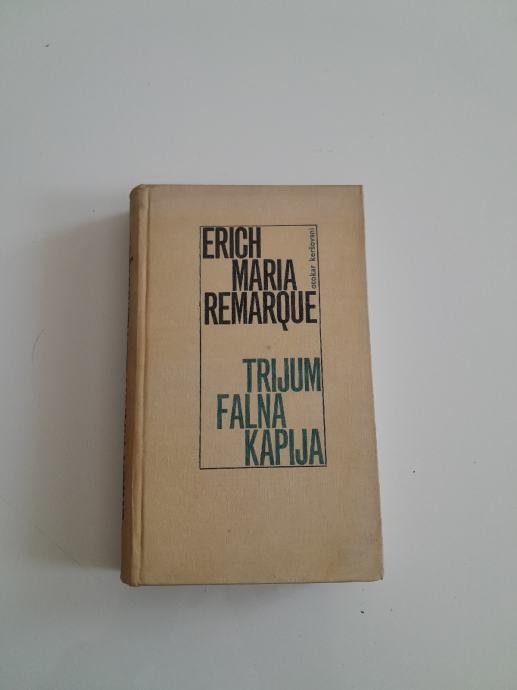 ERICH
MARIA
REMARQUE
otokar keršovani
TRIJUM
FALNA
KAPIJA